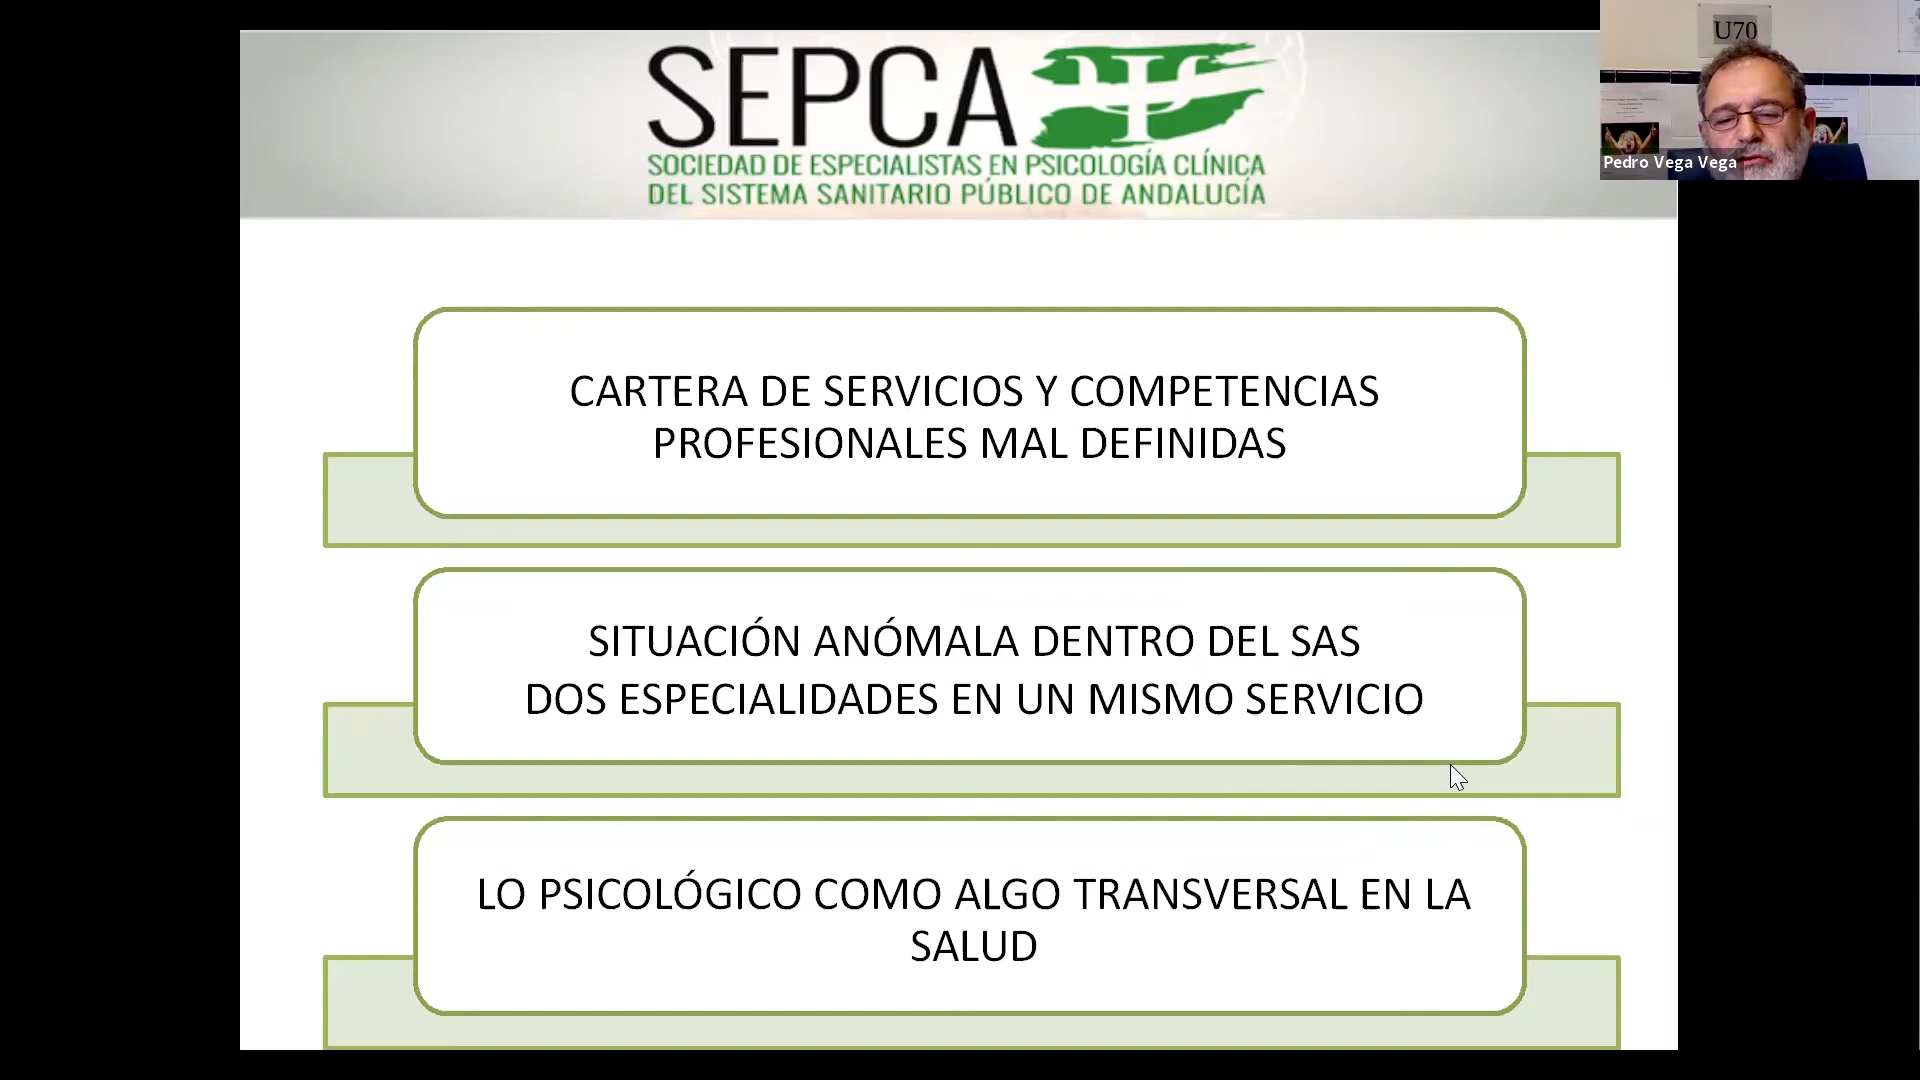 SEPCA
SOCIEDAD DE ESPECIALISTAS EN PSICOLOGÍA CLÍNICA
DEL SISTEMA SANITARIO PÚBLICO DE ANDALUCÍA
U70
Pedro Vega Vega
CARTERA DE SERVICIOS Y COMPETENCIAS
PROFESIONALES MAL DEFINIDAS
SITUACIÓN ANÓMALA DENTRO DEL SAS
DOS ESPECIALIDADES EN UN MISMO SERVICIO
LO PSICOLÓGICO COMO ALGO TRANSVERSAL EN LA
SALUD